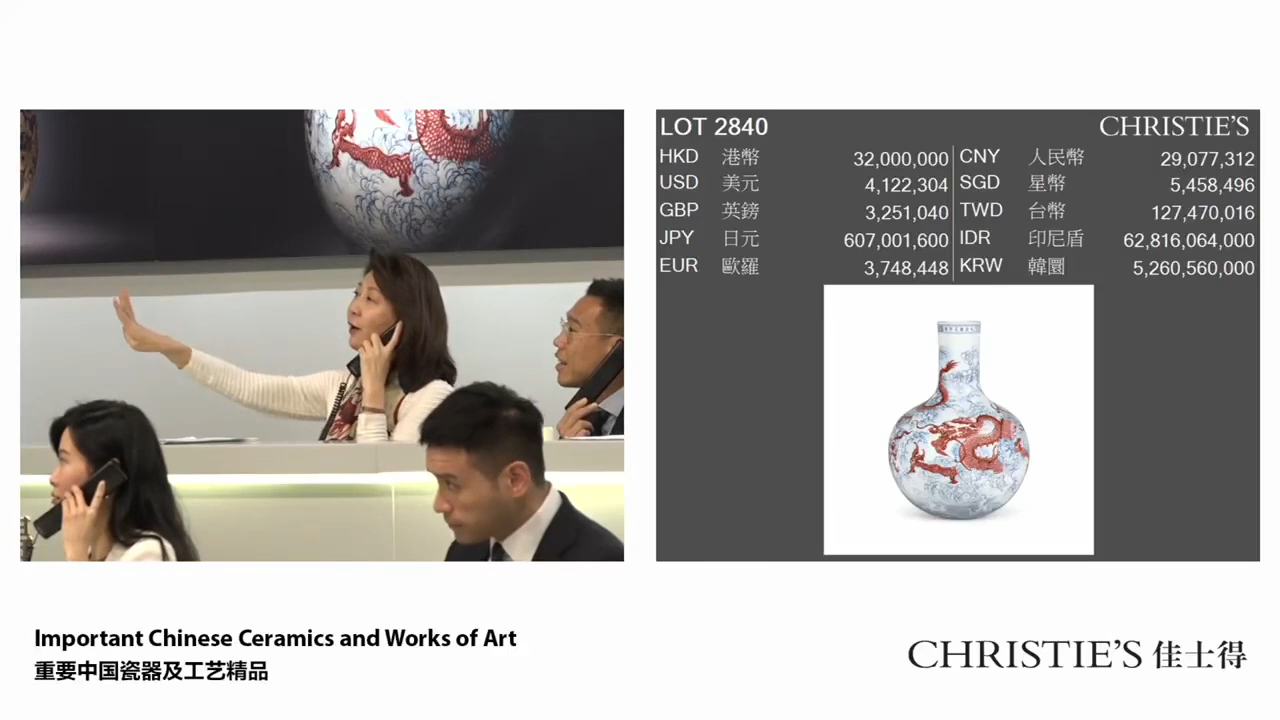 LOT 2840 CHRISTIE'S
HKD 港幣 32,000,000 CNY 人民幣 29,077,312
USD 美元 4,122,304 SGD 星幣 5,458,496
GBP 英鎊 3,251,040 TWD 台幣 127,470,016
JPY 日元 607,001,600 IDR 印尼盾 62,816,064,000
EUR 歐羅 3,748,448 KRW 韓圜 5,260,560,000
Important Chinese Ceramics and Works of Art
重要中国瓷器及工艺精品
CHRISTIE'S 佳士得